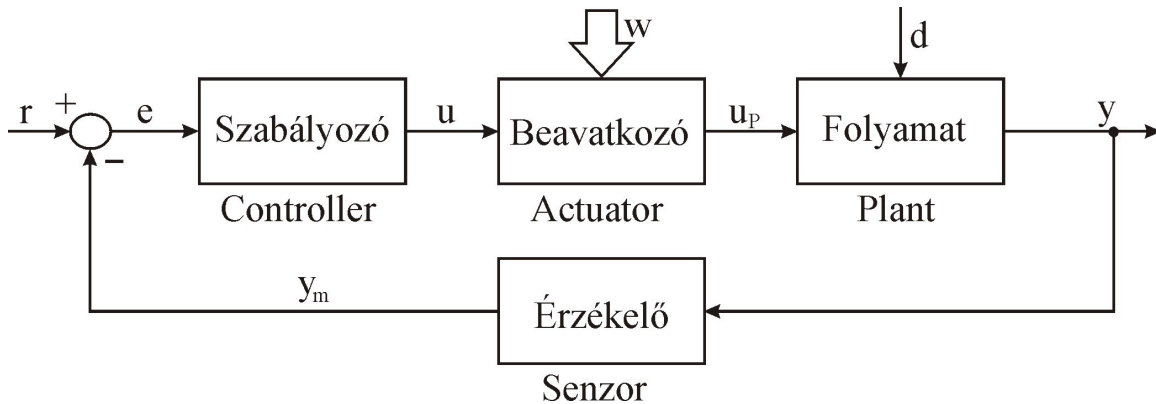 w
d
r
+
e
Szabályozó
u
Beavatkozó
uₚ
Folyamat
y
−
Controller
Actuator
Plant
yₘ
Érzékelő
Senzor